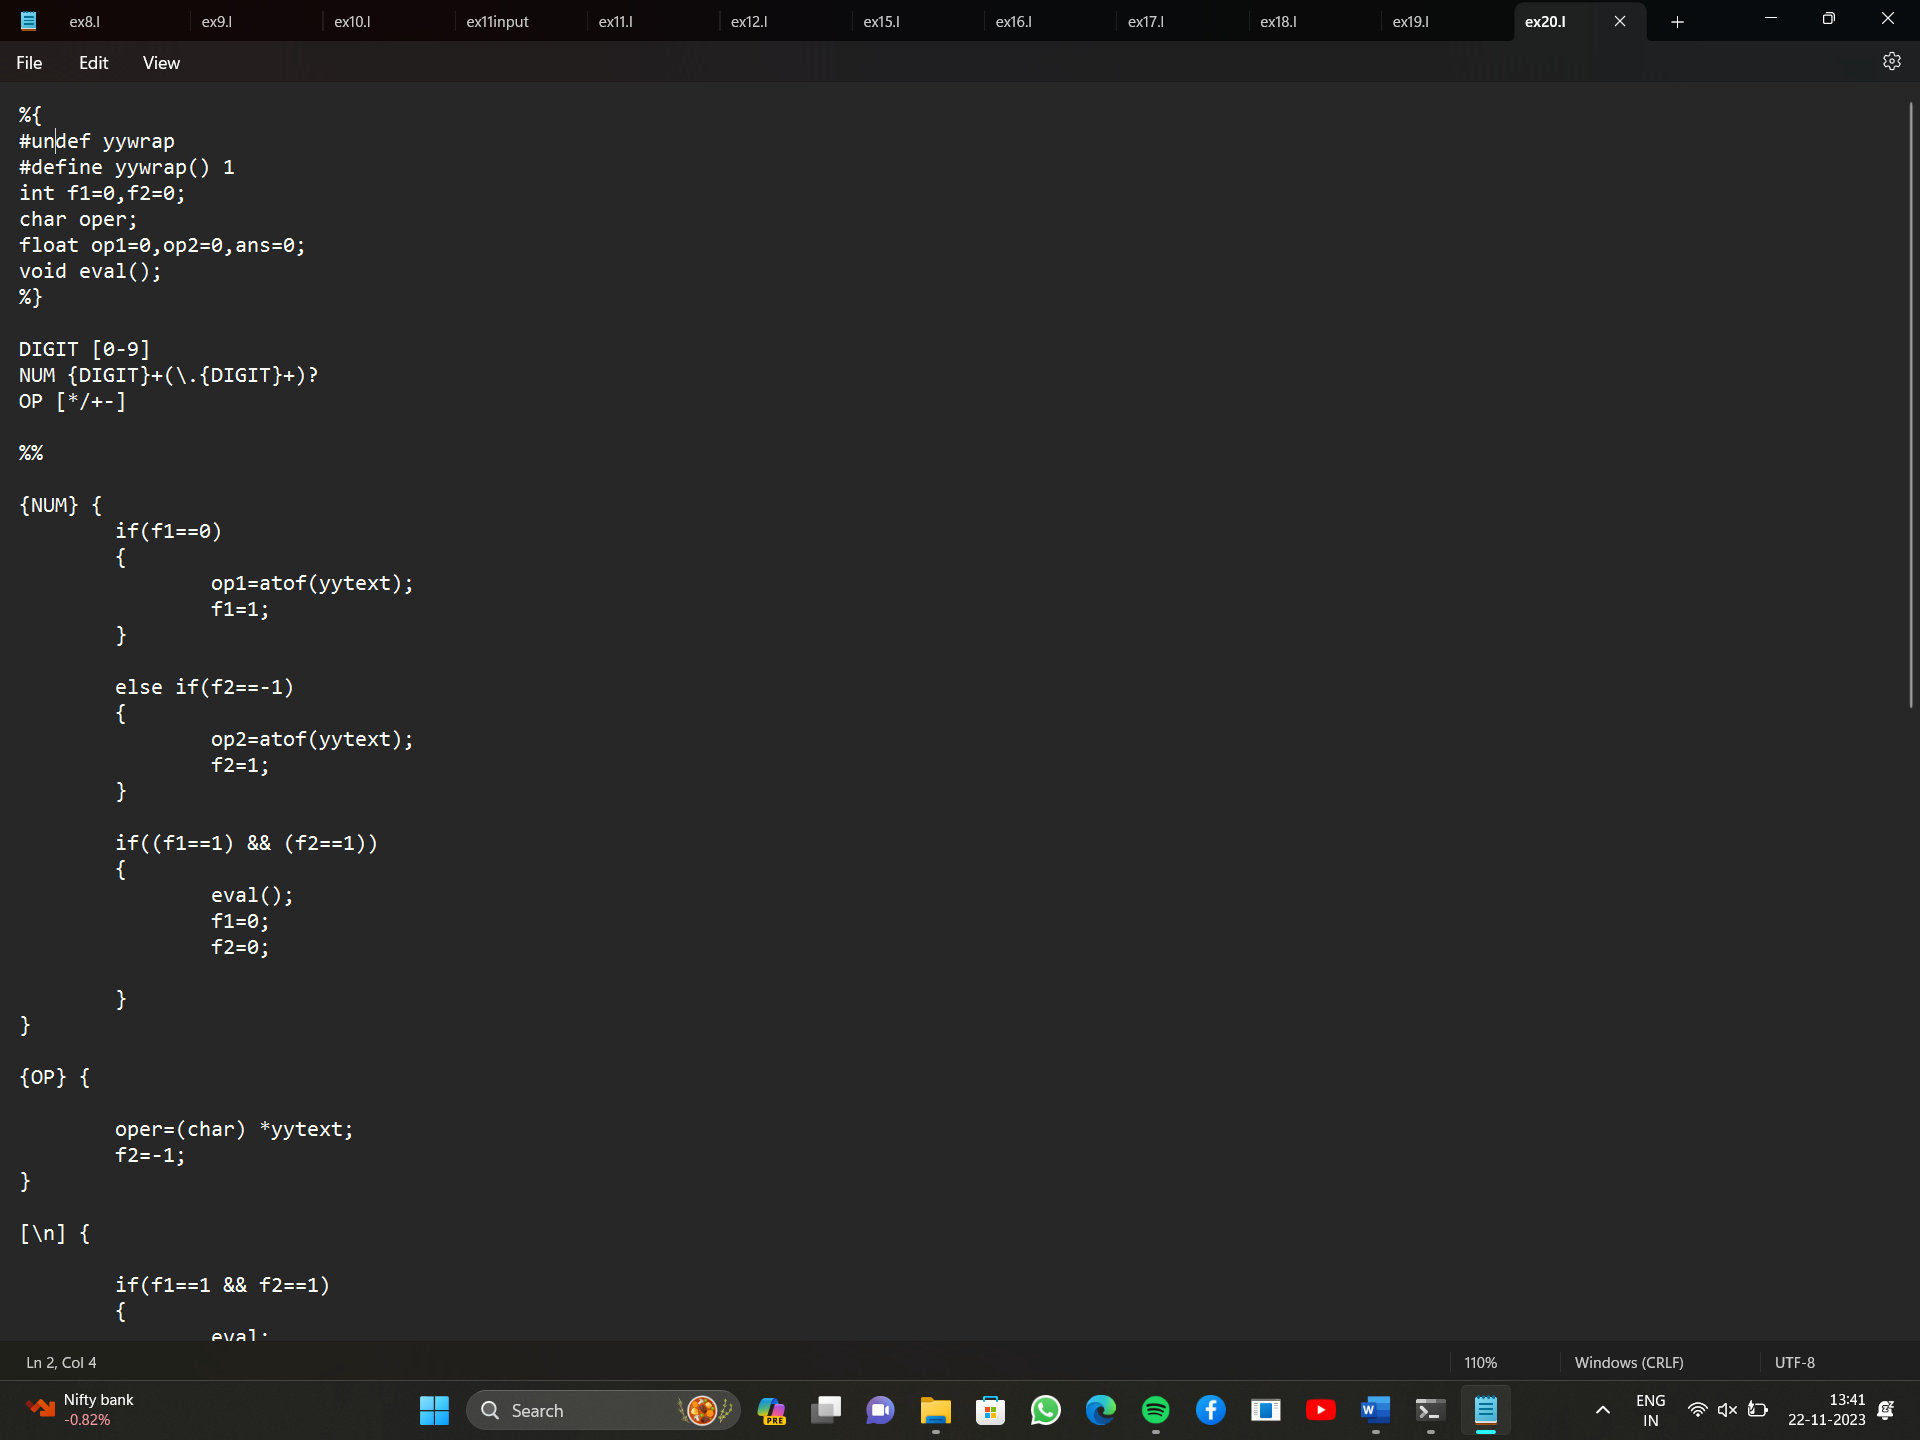 ex8.l ex9.l ex10.l ex11input ex11.l ex12.l ex15.l ex16.l ex17.l ex18.l ex19.l ex20.l
File Edit View
%{
#undef yywrap
#define yywrap() 1
int f1=0,f2=0;
char oper;
float op1=0,op2=0,ans=0;
void eval();
%}
DIGIT [0-9]
NUM {DIGIT}+(\.{DIGIT}+)?
OP [*/+-]
%%
{NUM} {
if(f1==0)
{
op1=atof(yytext);
f1=1;
}
else if(f2==-1)
{
op2=atof(yytext);
f2=1;
}
if((f1==1) && (f2==1))
{
eval();
f1=0;
f2=0;
}
}
{OP} {
oper=(char) *yytext;
f2=-1;
}
[\n] {
if(f1==1 && f2==1)
{
eval;
Ln 2, Col 4 110% Windows (CRLF) UTF-8
Nifty bank
-0.82%
Search
PRE
ENG
IN
13:41
22-11-2023